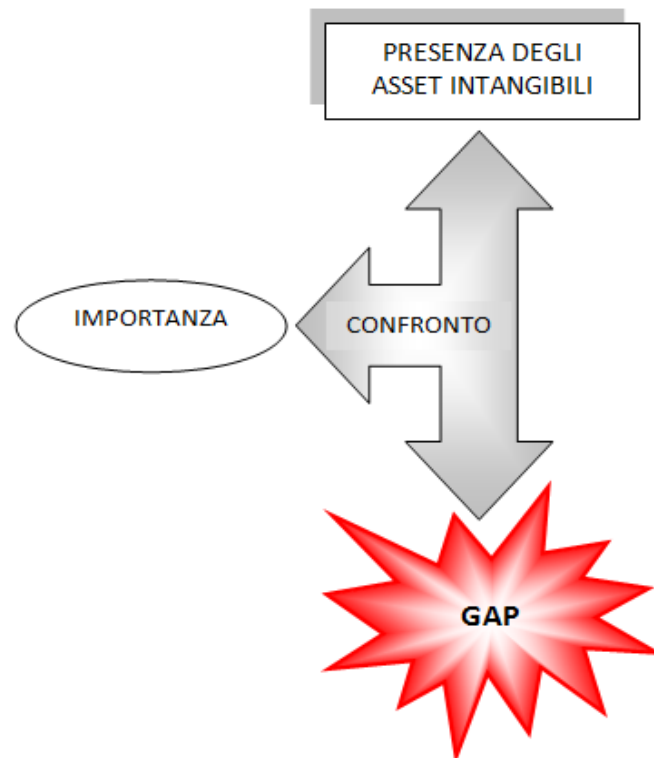 PRESENZA DEGLI
ASSET INTANGIBILI
IMPORTANZA
CONFRONTO
GAP